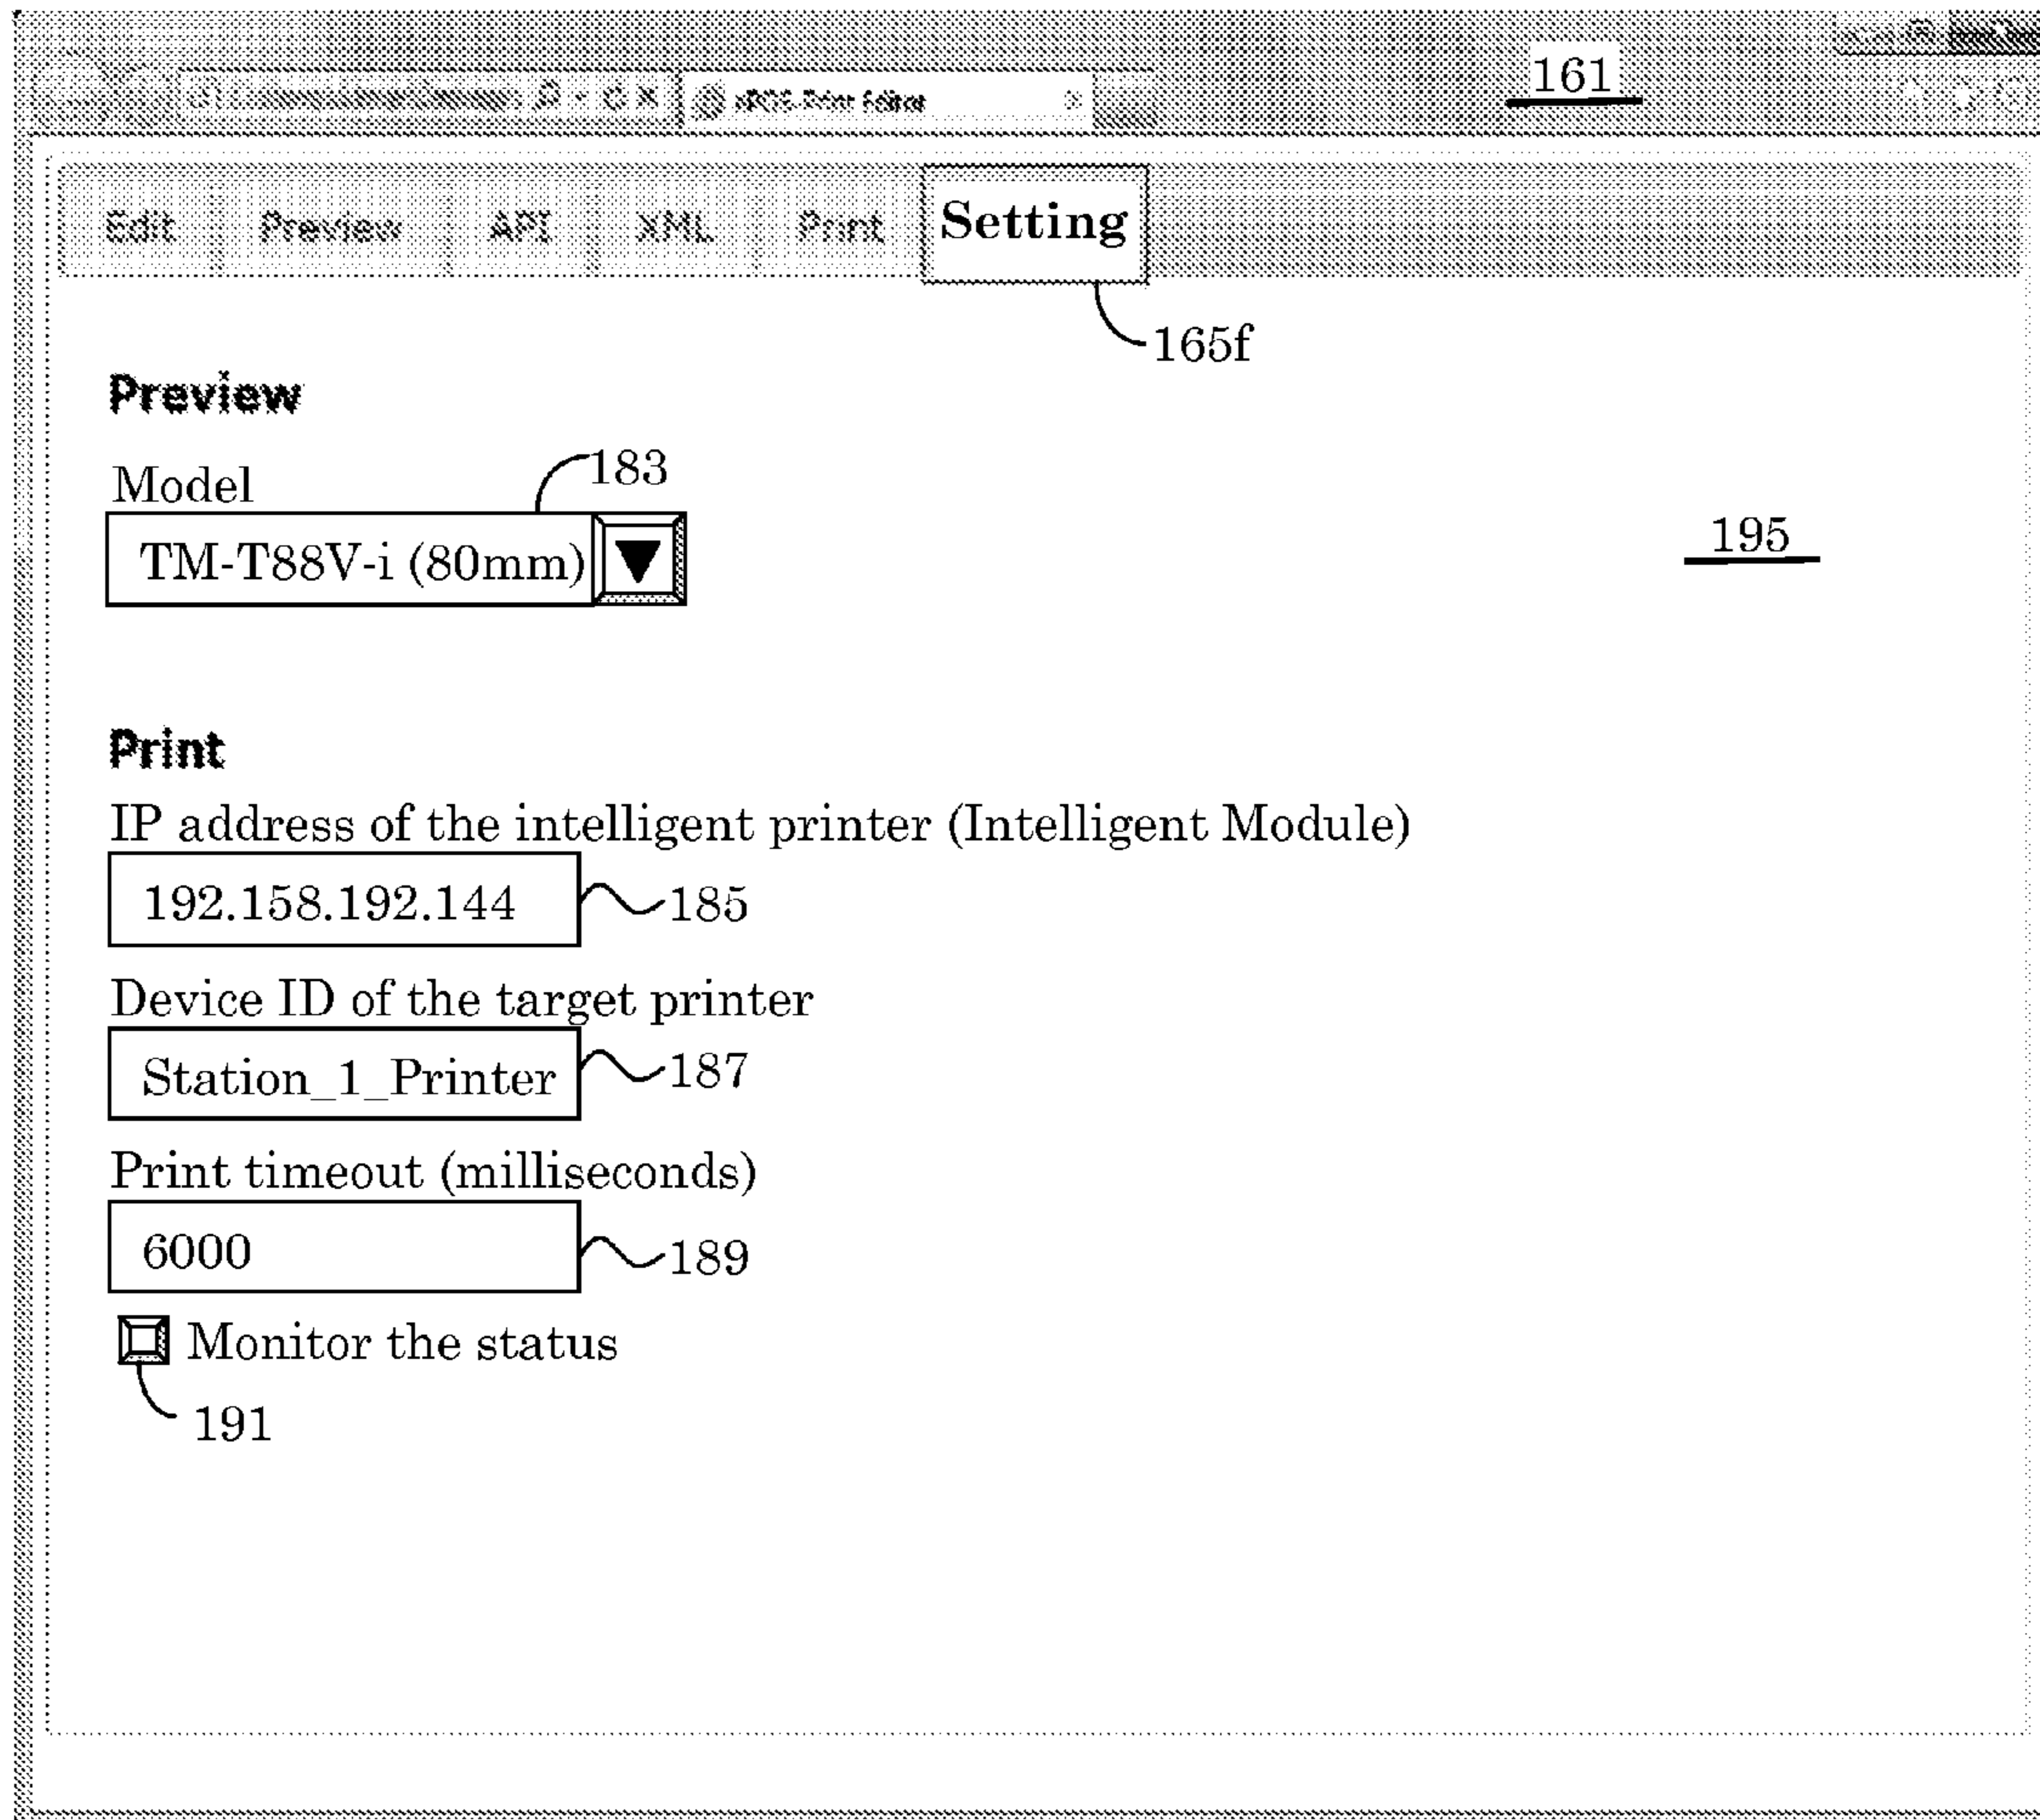 161
Print Editor
Edit Preview API XML Print Setting
165f
Preview
Model
183
TM-T88V-i (80mm)
195
Print
IP address of the intelligent printer (Intelligent Module)
192.158.192.144
185
Device ID of the target printer
Station_1_Printer
187
Print timeout (milliseconds)
6000
189
Monitor the status
191